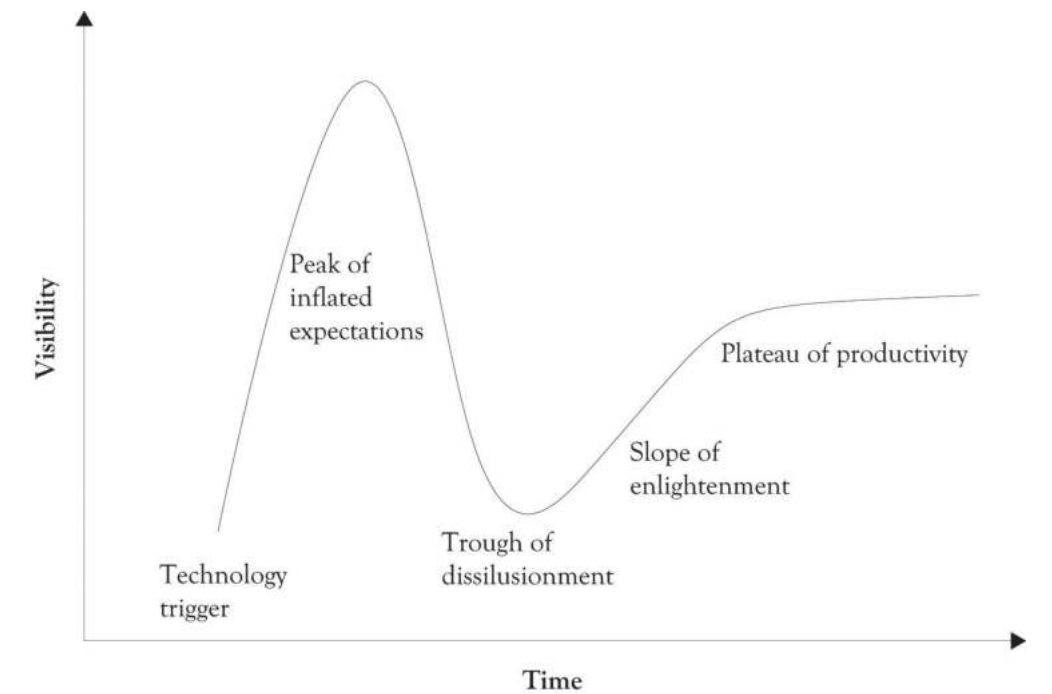 Visibility
Peak of
inflated
expectations
Plateau of productivity
Slope of
enlightenment
Trough of
dissilusionment
Technology
trigger
Time